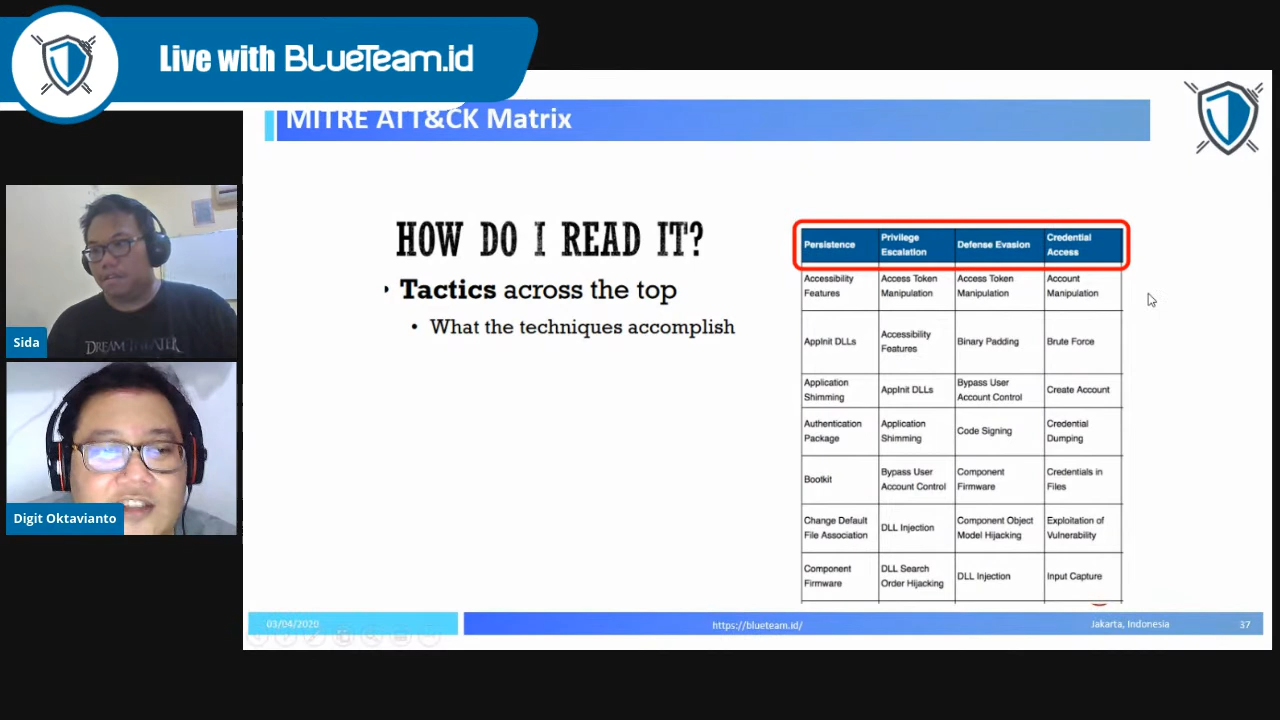 Live with BLUETEAM.id
MITRE ATT&CK Matrix
HOW DO I READ IT?
Tactics across the top
What the techniques accomplish
Persistence
Privilege
Escalation
Defense Evasion
Credential
Access
Accessibility
Features
Access Token
Manipulation
Access Token
Manipulation
Account
Manipulation
AppInit DLLs
Accessibility
Features
Binary Padding
Brute Force
Application
Shimming
AppInit DLLs
Bypass User
Account Control
Create Account
Authentication
Package
Application
Shimming
Code Signing
Credential
Dumping
Bootkit
Bypass User
Account Control
Component
Firmware
Credentials in
Files
Change Default
File Association
DLL Injection
Component Object
Model Hijacking
Exploitation of
Vulnerability
Component
Firmware
DLL Search
Order Hijacking
DLL Injection
Input Capture
DREAM THEATER
Sida
Digit Oktavianto
03/04/2020
https://blueteam.id/
Jakarta, Indonesia
37